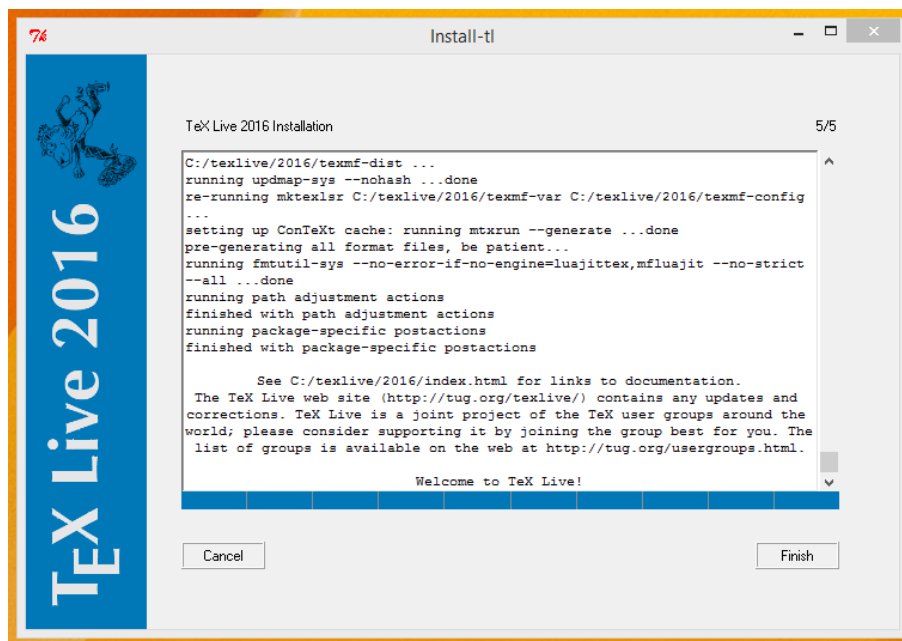 Install-tl
TeX Live 2016
TeX Live 2016 Installation
5/5
C:/texlive/2016/texmf-dist ...
running updmap-sys --nohash ...done
re-running mktexlsr C:/texlive/2016/texmf-var C:/texlive/2016/texmf-config
...
setting up ConTeXt cache: running mtxrun --generate ...done
pre-generating all format files, be patient...
running fmtutil-sys --no-error-if-no-engine=luajittex,mfluajit --no-strict
--all ...done
running path adjustment actions
finished with path adjustment actions
running package-specific postactions
finished with package-specific postactions
See C:/texlive/2016/index.html for links to documentation.
The TeX Live web site (http://tug.org/texlive/) contains any updates and
corrections. TeX Live is a joint project of the TeX user groups around the
world; please consider supporting it by joining the group best for you. The
list of groups is available on the web at http://tug.org/usergroups.html.
Welcome to TeX Live!
Cancel
Finish